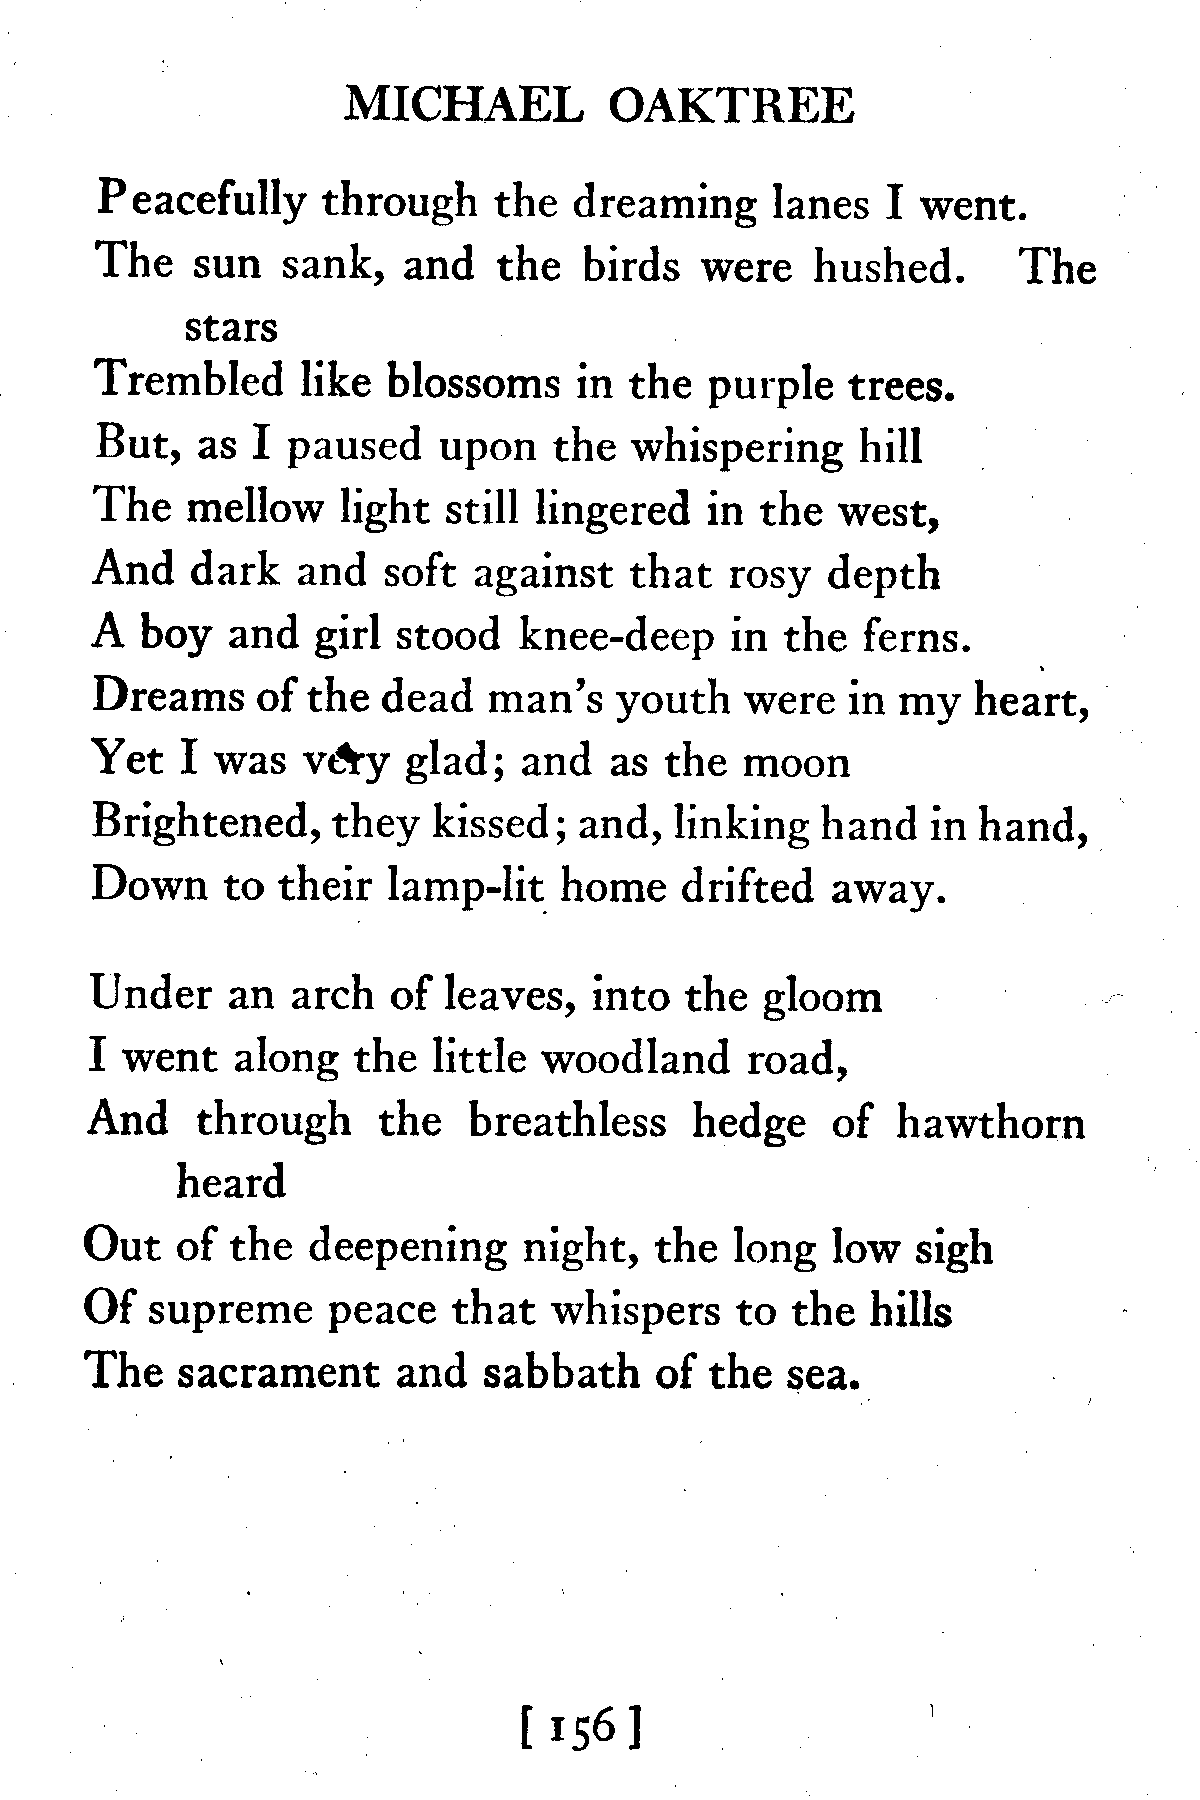 MICHAEL OAKTREE
Peacefully through the dreaming lanes I went.
The sun sank, and the birds were hushed. The
stars
Trembled like blossoms in the purple trees.
But, as I paused upon the whispering hill
The mellow light still lingered in the west,
And dark and soft against that rosy depth
A boy and girl stood knee-deep in the ferns.
Dreams of the dead man's youth were in my heart,
Yet I was very glad; and as the moon
Brightened, they kissed; and, linking hand in hand,
Down to their lamp-lit home drifted away.
Under an arch of leaves, into the gloom
I went along the little woodland road,
And through the breathless hedge of hawthorn
heard
Out of the deepening night, the long low sigh
Of supreme peace that whispers to the hills
The sacrament and sabbath of the sea.
[ 156 ]